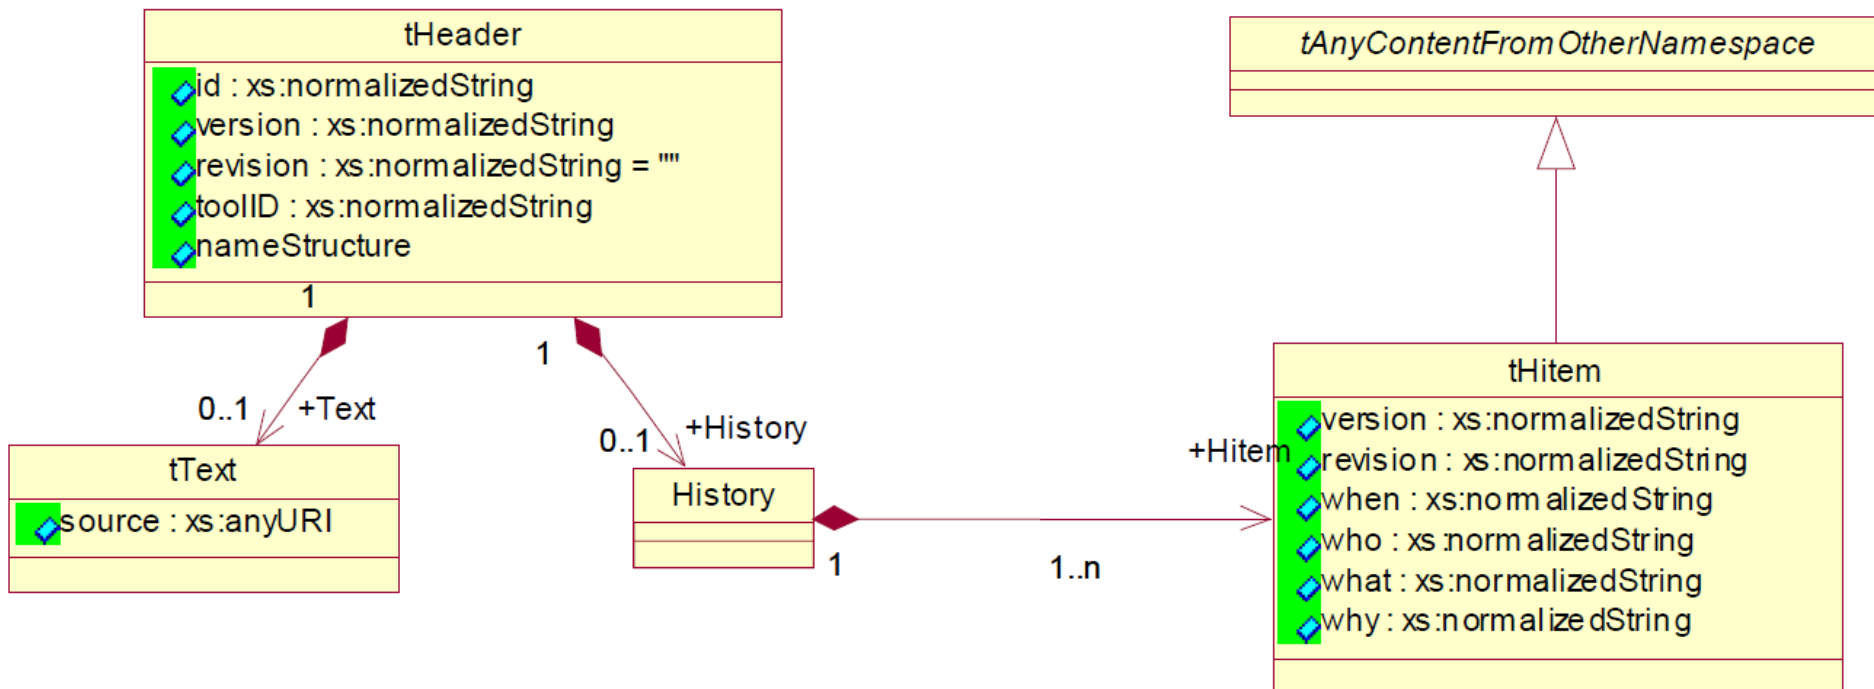 tHeader
id : xs:normalizedString
version : xs:normalizedString
revision : xs:normalizedString = ""
toolID : xs:normalizedString
nameStructure
1
1
0..1
+Text
0..1
+History
tText
source : xs:anyURI
History
1
1..n
+Hitem
tAnyContentFromOtherNamespace
tHitem
version : xs:normalizedString
revision : xs:normalizedString
when : xs:normalizedString
who : xs:normalizedString
what : xs:normalizedString
why : xs:normalizedString